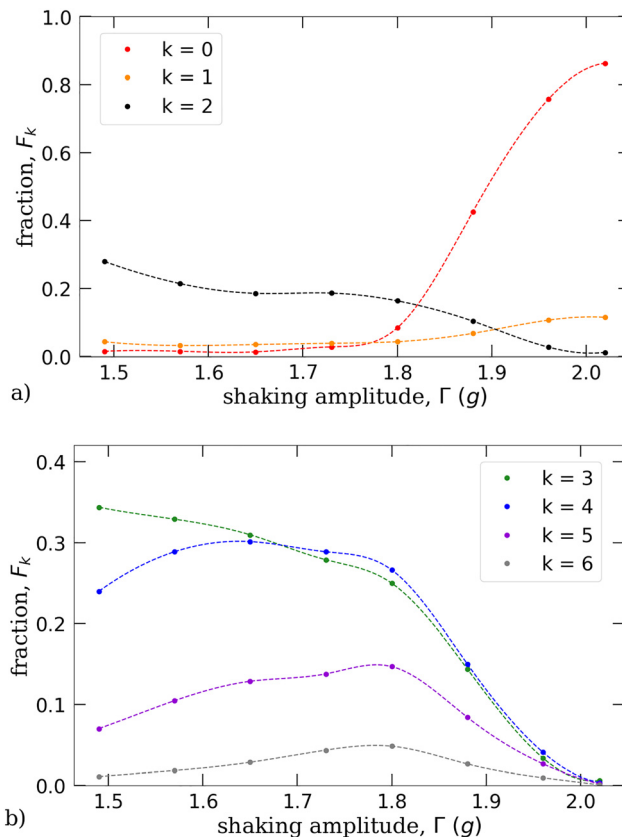 1.0
0.8
0.6
0.4
0.2
0.0
fraction, F_k
k = 0
k = 1
k = 2
1.5 1.6 1.7 1.8 1.9 2.0
shaking amplitude, Γ (g)
a)
0.4
0.3
0.2
0.1
0.0
fraction, F_k
k = 3
k = 4
k = 5
k = 6
1.5 1.6 1.7 1.8 1.9 2.0
shaking amplitude, Γ (g)
b)